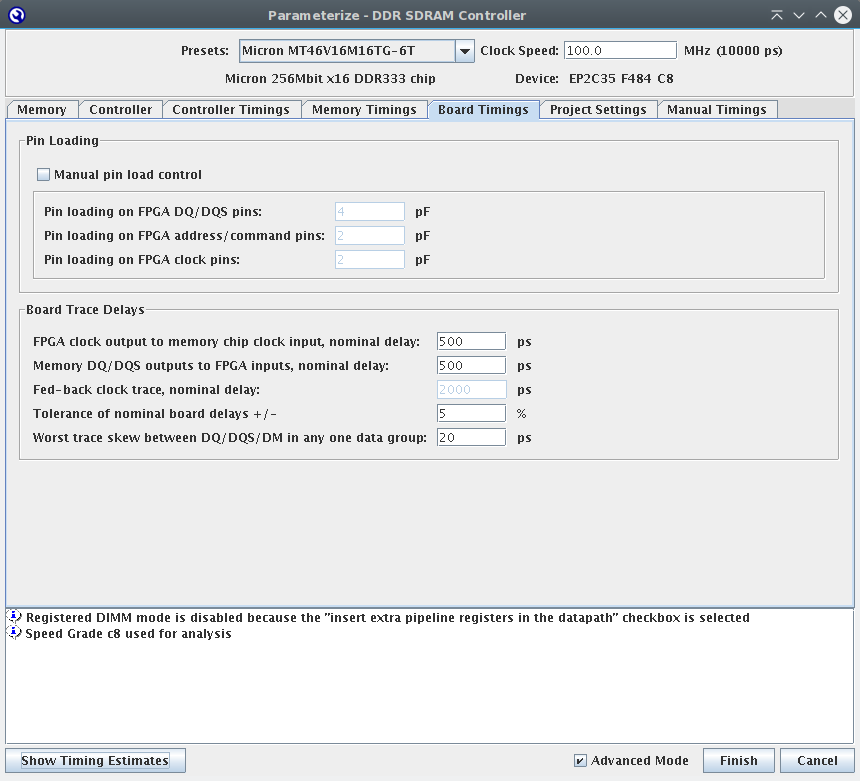 Parameterize - DDR SDRAM Controller
Presets: Micron MT46V16M16TG-6T Clock Speed: 100.0 MHz (10000 ps)
Micron 256Mbit x16 DDR333 chip Device: EP2C35 F484 C8
Memory Controller Controller Timings Memory Timings Board Timings Project Settings Manual Timings
Pin Loading
Manual pin load control
Pin loading on FPGA DQ/DQS pins: 4 pF
Pin loading on FPGA address/command pins: 2 pF
Pin loading on FPGA clock pins: 2 pF
Board Trace Delays
FPGA clock output to memory chip clock input, nominal delay: 500 ps
Memory DQ/DQS outputs to FPGA inputs, nominal delay: 500 ps
Fed-back clock trace, nominal delay: 2000 ps
Tolerance of nominal board delays +/- 5 %
Worst trace skew between DQ/DQS/DM in any one data group: 20 ps
Registered DIMM mode is disabled because the "insert extra pipeline registers in the datapath" checkbox is selected
Speed Grade c8 used for analysis
Show Timing Estimates Advanced Mode Finish Cancel